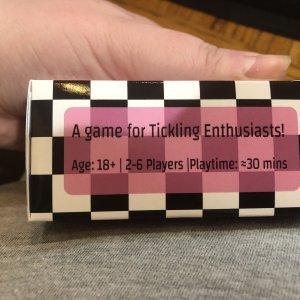 A game for Tickling Enthusiasts!
Age: 18+ | 2-6 Players |Playtime: ≈30 mins